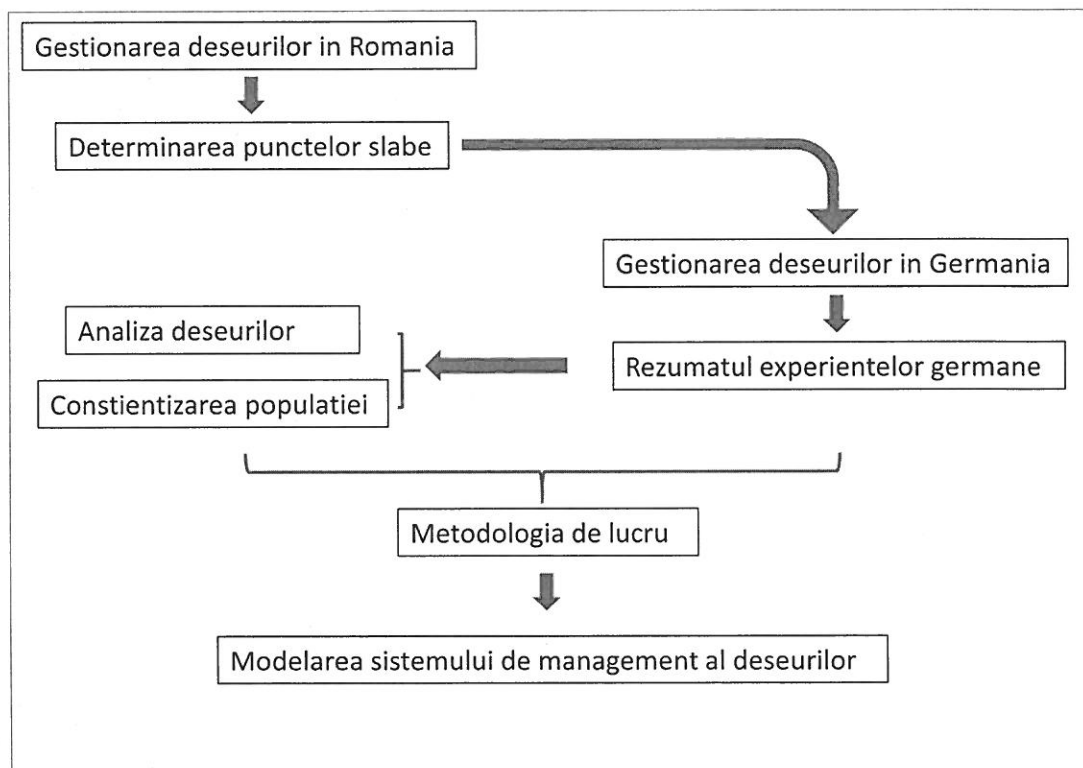 Gestionarea deseurilor in Romania
Determinarea punctelor slabe
Gestionarea deseurilor in Germania
Analiza deseurilor
Rezumatul experientelor germane
Constientizarea populatiei
Metodologia de lucru
Modelarea sistemului de management al deseurilor